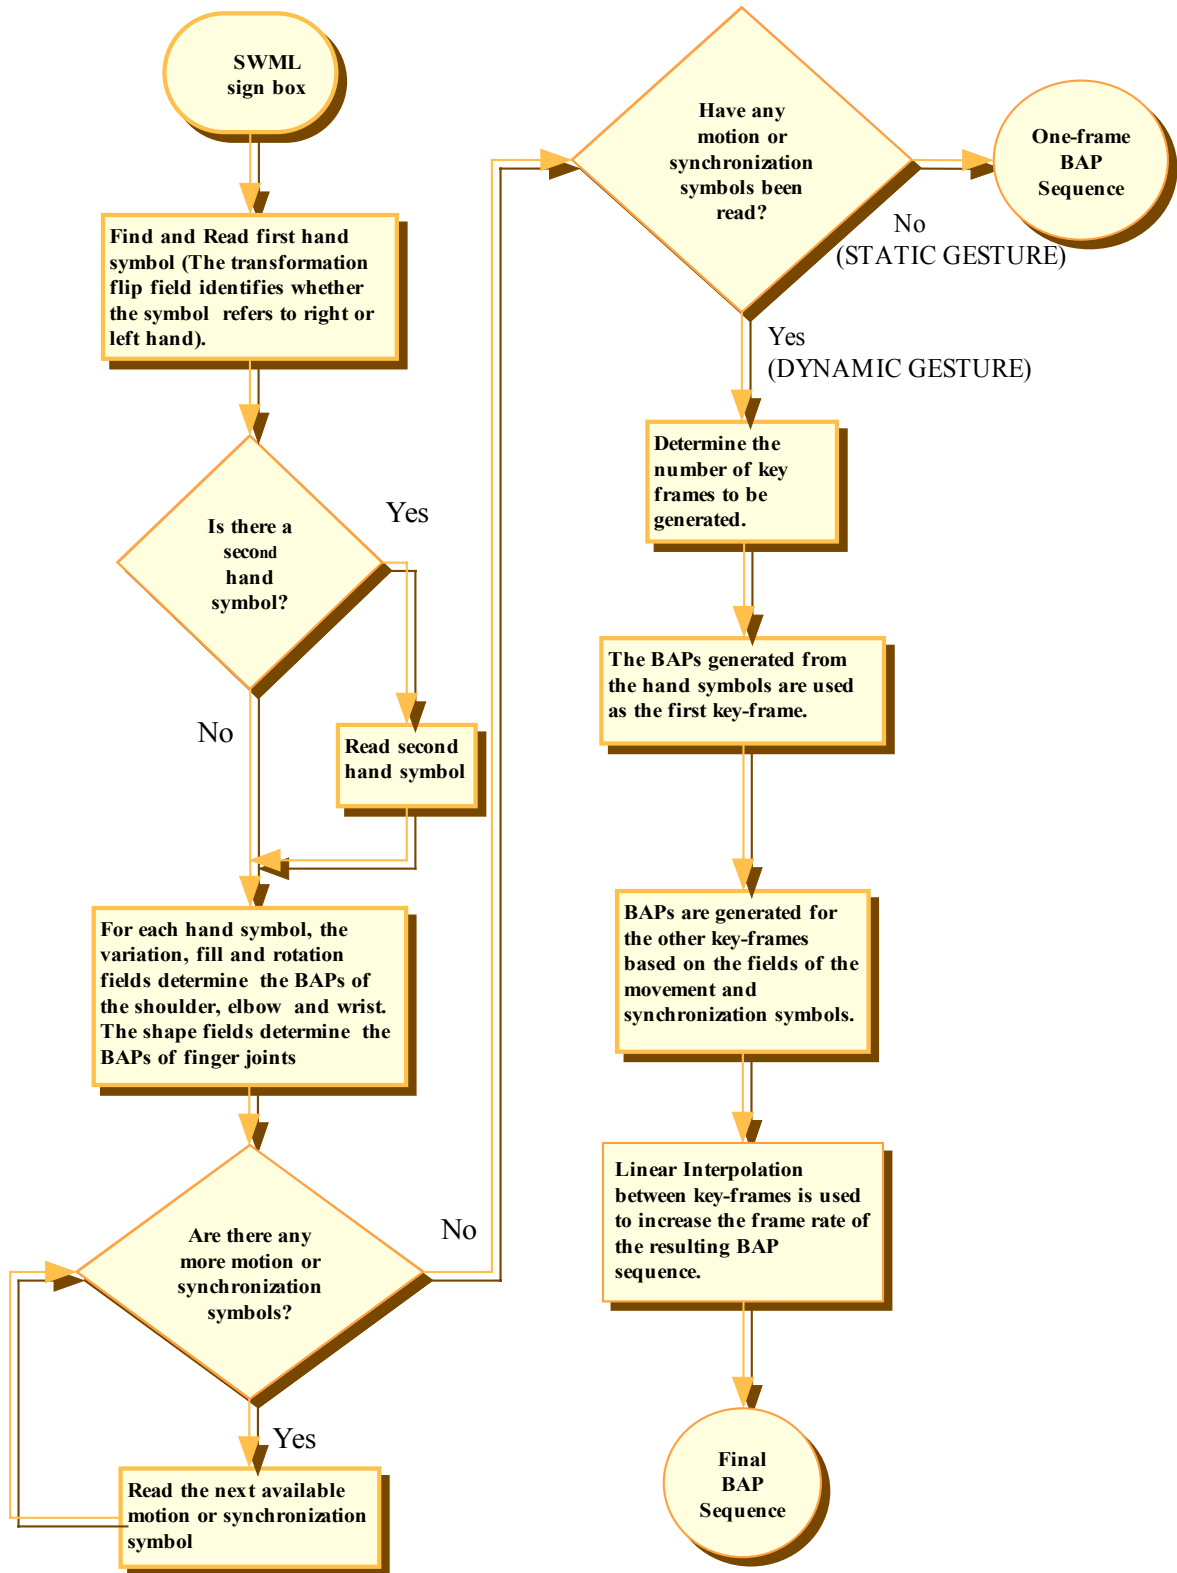 SWML
sign box
Find and Read first hand
symbol (The transformation
flip field identifies whether
the symbol refers to right or
left hand).
Is there a
second
hand
symbol?
Yes
No
Read second
hand symbol
For each hand symbol, the
variation, fill and rotation
fields determine the BAPs of
the shoulder, elbow and wrist.
The shape fields determine the
BAPs of finger joints
Are there any
more motion or
synchronization
symbols?
No
Yes
Read the next available
motion or synchronization
symbol
Have any
motion or
synchronization
symbols been
read?
One-frame
BAP
Sequence
No
(STATIC GESTURE)
Yes
(DYNAMIC GESTURE)
Determine the
number of key
frames to be
generated.
The BAPs generated from
the hand symbols are used
as the first key-frame.
BAPs are generated for
the other key-frames
based on the fields of the
movement and
synchronization symbols.
Linear Interpolation
between key-frames is used
to increase the frame rate of
the resulting BAP
sequence.
Final
BAP
Sequence